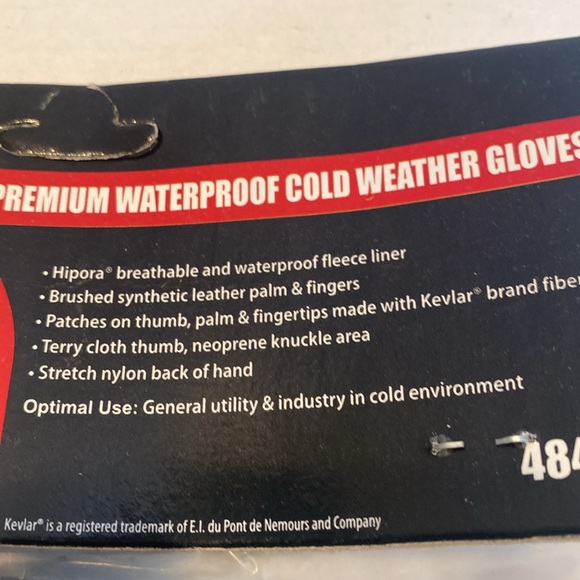 PREMIUM WATERPROOF COLD WEATHER GLOVES
• Hipora® breathable and waterproof fleece liner
• Brushed synthetic leather palm & fingers
• Patches on thumb, palm & fingertips made with Kevlar® brand fiber
• Terry cloth thumb, neoprene knuckle area
• Stretch nylon back of hand
Optimal Use: General utility & industry in cold environment
484
Kevlar® is a registered trademark of E.I. du Pont de Nemours and Company